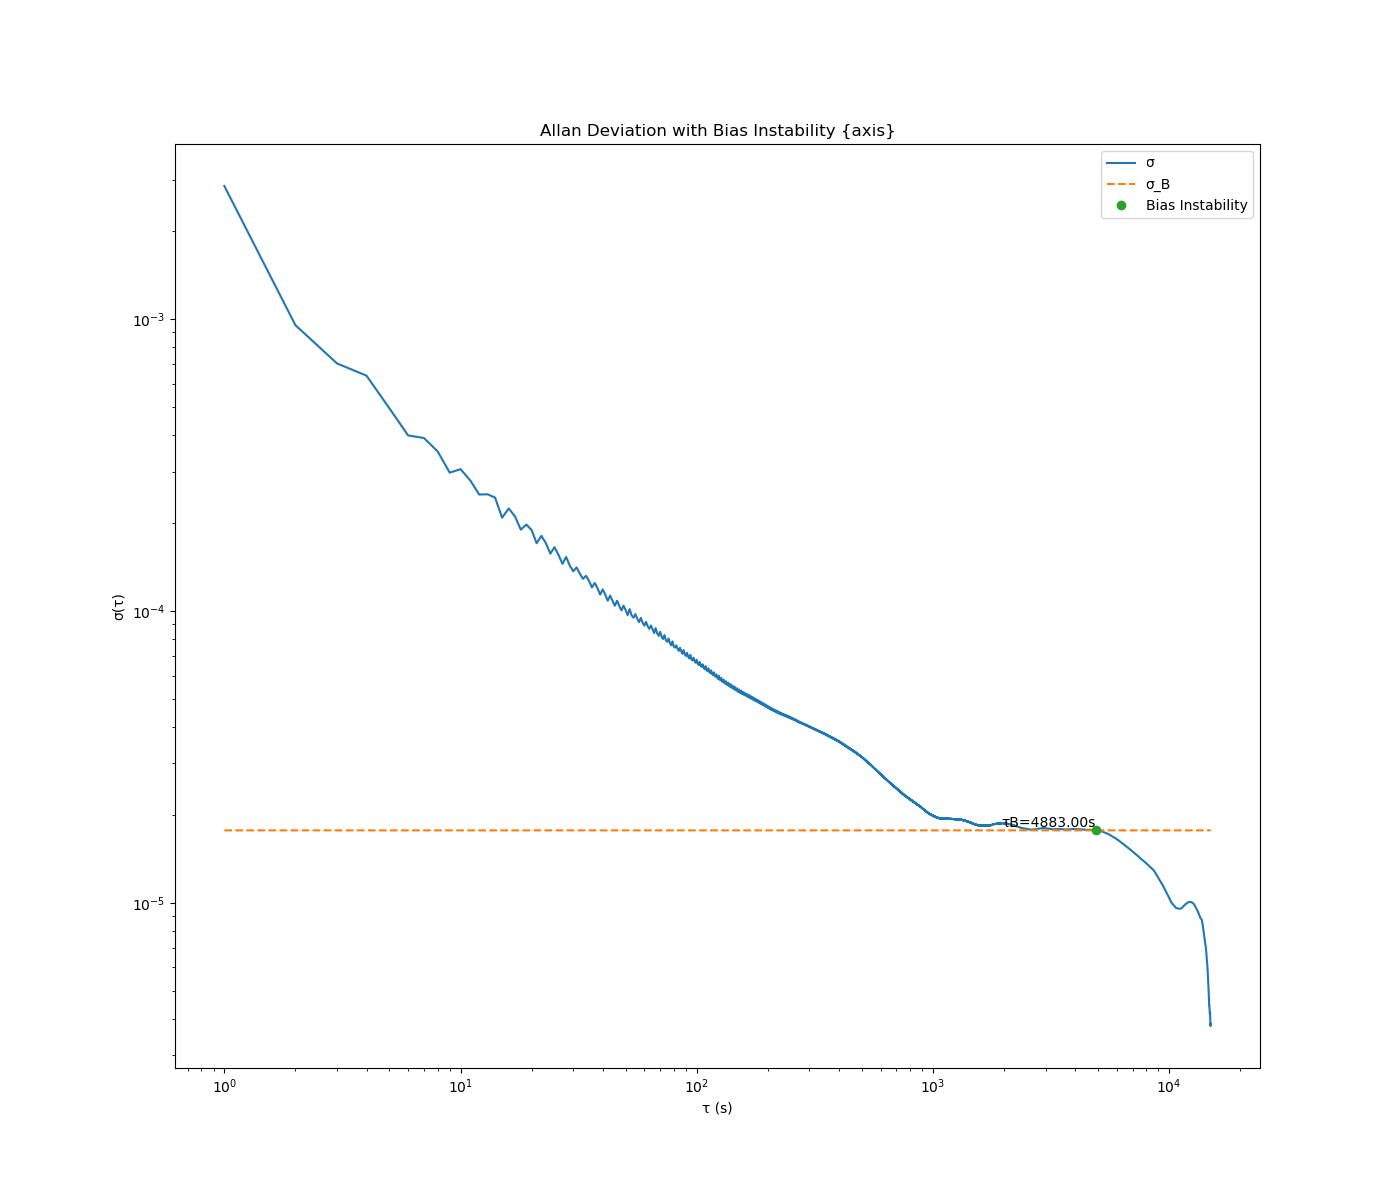 Allan Deviation with Bias Instability {axis}
σ
σ_B
Bias Instability
10⁻³
10⁻⁴
10⁻⁵
σ(τ)
τB=4883.00s
10⁰ 10¹ 10² 10³ 10⁴
τ (s)